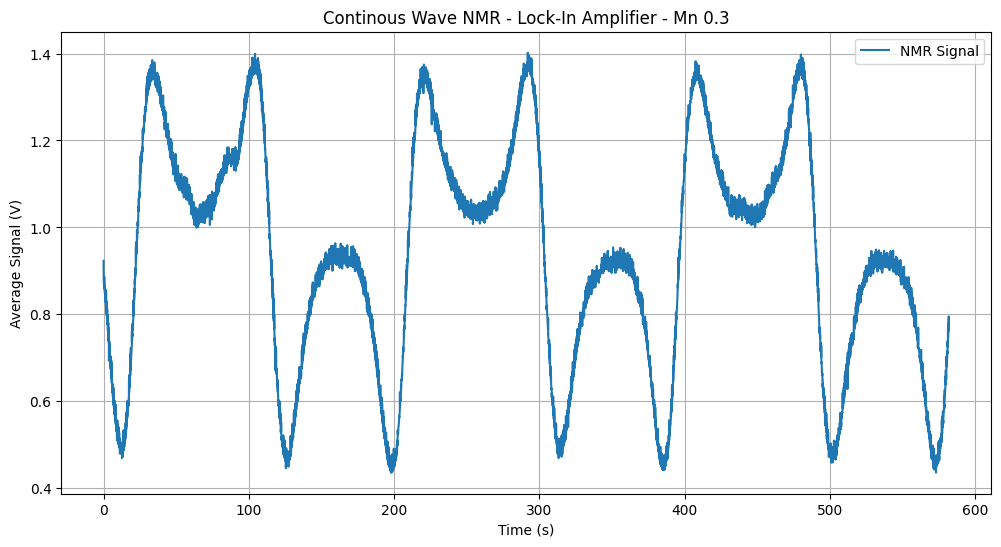 Continous Wave NMR - Lock-In Amplifier - Mn 0.3
NMR Signal
Average Signal (V)
1.4
1.2
1.0
0.8
0.6
0.4
0 100 200 300 400 500 600
Time (s)